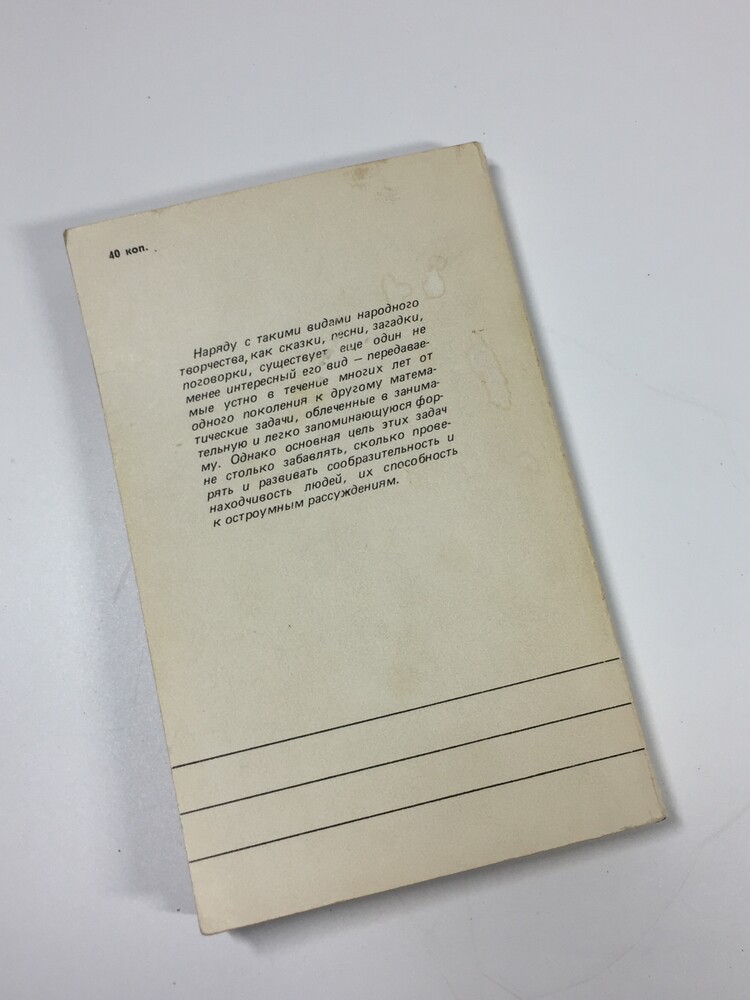 40 коп.
Наряду с такими видами народного
творчества, как сказки, песни, загадки,
поговорки, существует еще один не
менее интересный его вид — передавае-
мые устно в течение многих лет от
одного поколения к другому матема-
тические задачи, облеченные в занима-
тельную и легко запоминающуюся фор-
му. Однако основная цель этих задач
не столько забавлять, сколько прове-
рять и развивать сообразительность и
находчивость людей, их способность
к остроумным рассуждениям.